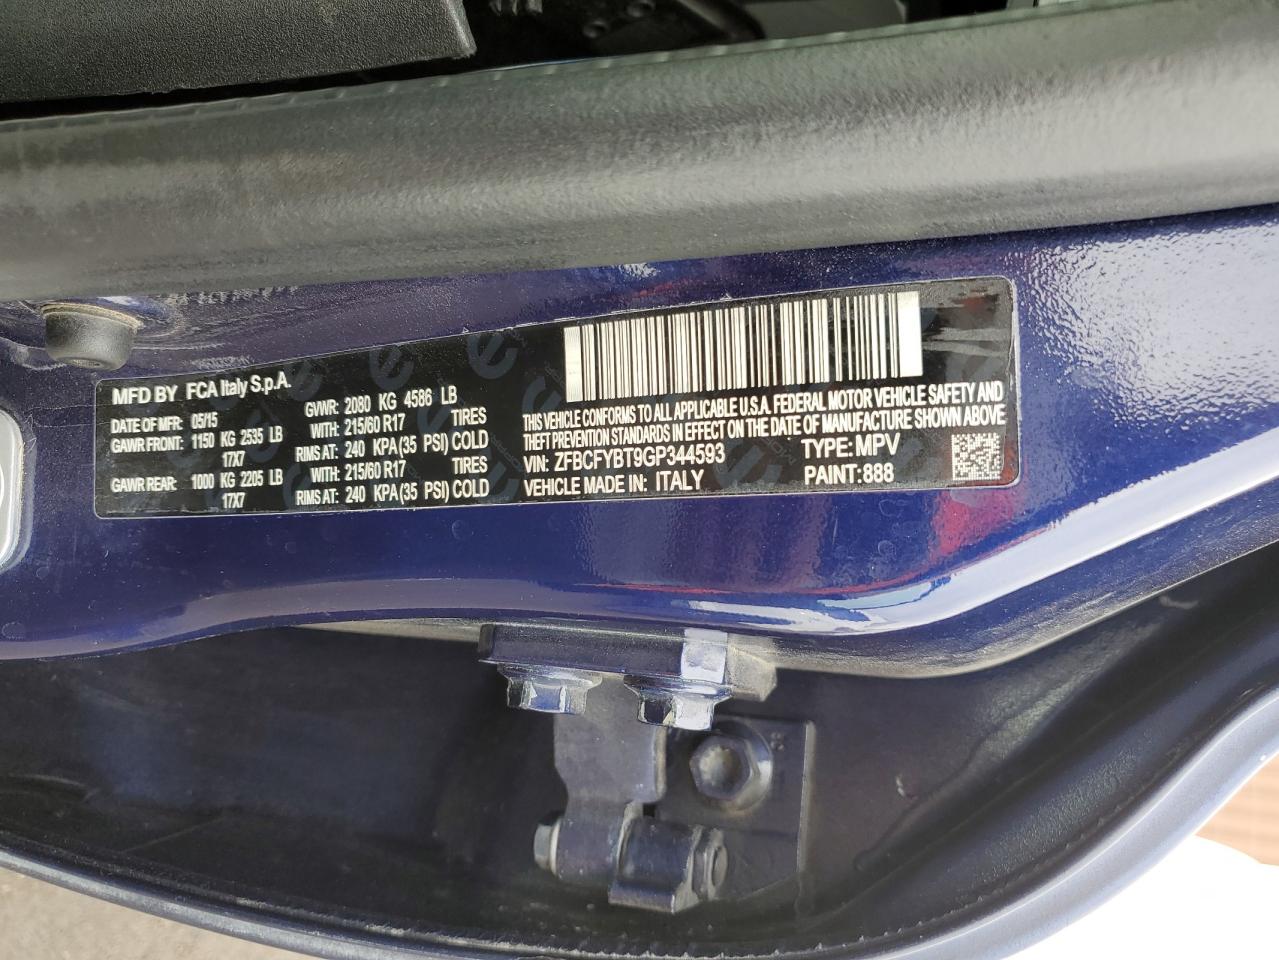 MFD BY FCA Italy S.p.A.
DATE OF MFR: 05/15 GVWR: 2080 KG 4586 LB
GAWR FRONT: 1150 KG 2535 LB WITH: 215/60 R17 TIRES
17X7 RIMS AT: 240 KPA(35 PSI) COLD
GAWR REAR: 1000 KG 2205 LB WITH: 215/60 R17 TIRES
17X7 RIMS AT: 240 KPA(35 PSI) COLD
THIS VEHICLE CONFORMS TO ALL APPLICABLE U.S.A. FEDERAL MOTOR VEHICLE SAFETY AND
THEFT PREVENTION STANDARDS IN EFFECT ON THE DATE OF MANUFACTURE SHOWN ABOVE
VIN: ZFBCFYBT9GP344593 TYPE: MPV
VEHICLE MADE IN: ITALY PAINT:888